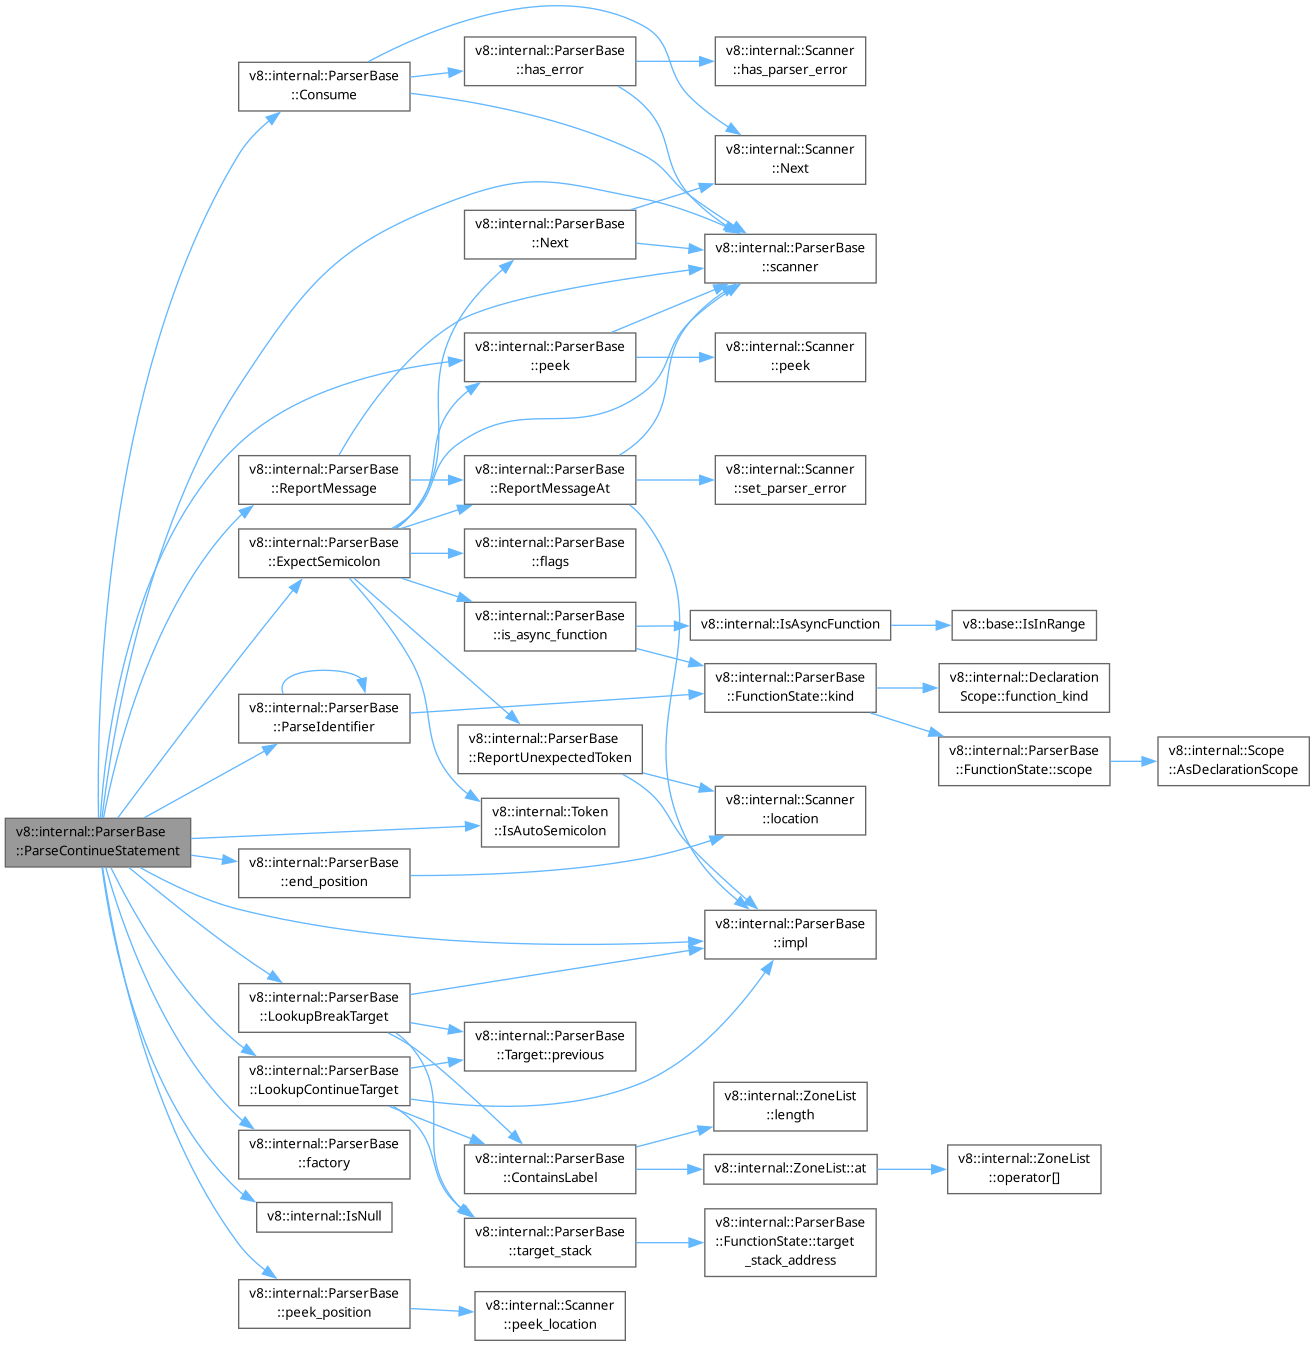 v8::internal::ParserBase
::ParseContinueStatement
v8::internal::ParserBase
::Consume
v8::internal::ParserBase
::has_error
v8::internal::Scanner
::has_parser_error
v8::internal::Scanner
::Next
v8::internal::ParserBase
::Next
v8::internal::ParserBase
::scanner
v8::internal::ParserBase
::peek
v8::internal::Scanner
::peek
v8::internal::ParserBase
::ReportMessage
v8::internal::ParserBase
::ReportMessageAt
v8::internal::Scanner
::set_parser_error
v8::internal::ParserBase
::ExpectSemicolon
v8::internal::ParserBase
::flags
v8::internal::ParserBase
::is_async_function
v8::internal::IsAsyncFunction
v8::base::IsInRange
v8::internal::ParserBase
::FunctionState::kind
v8::internal::Declaration
Scope::function_kind
v8::internal::ParserBase
::ParseIdentifier
v8::internal::ParserBase
::ReportUnexpectedToken
v8::internal::ParserBase
::FunctionState::scope
v8::internal::Scope
::AsDeclarationScope
v8::internal::Token
::IsAutoSemicolon
v8::internal::Scanner
::location
v8::internal::ParserBase
::end_position
v8::internal::ParserBase
::impl
v8::internal::ParserBase
::LookupBreakTarget
v8::internal::ParserBase
::Target::previous
v8::internal::ParserBase
::LookupContinueTarget
v8::internal::ZoneList
::length
v8::internal::ParserBase
::factory
v8::internal::ParserBase
::ContainsLabel
v8::internal::ZoneList::at
v8::internal::ZoneList
::operator[]
v8::internal::IsNull
v8::internal::ParserBase
::target_stack
v8::internal::ParserBase
::FunctionState::target
_stack_address
v8::internal::ParserBase
::peek_position
v8::internal::Scanner
::peek_location